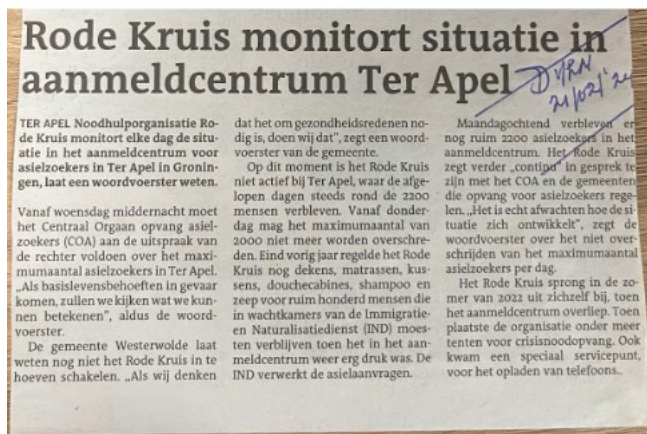 Rode Kruis monitort situatie in
aanmeldcentrum Ter Apel
21/02/'24
TER APEL Noodhulporganisatie Ro-
de Kruis monitort elke dag de situ-
atie in het aanmeldcentrum voor
asielzoekers in Ter Apel in Gronin-
gen, laat een woordvoerster weten.
Vanaf woensdag middernacht moet
het Centraal Orgaan opvang asiel-
zoekers (COA) aan de uitspraak van
de rechter voldoen over het maxi-
mumaantal asielzoekers in Ter Apel.
„Als basislevensbehoeften in gevaar
komen, zullen we kijken wat we kun-
nen betekenen”, aldus de woord-
voerster.
De gemeente Westerwolde laat
weten nog niet het Rode Kruis in te
hoeven schakelen. „Als wij denken
dat het om gezondheidsredenen no-
dig is, doen wij dat”, zegt een woord-
voerster van de gemeente.
Op dit moment is het Rode Kruis
niet actief bij Ter Apel, waar de afge-
lopen dagen steeds rond de 2200
mensen verbleven. Vanaf donder-
dag mag het maximumaantal van
2000 niet meer worden overschre-
den. Eind vorig jaar regelde het Rode
Kruis nog dekens, matrassen, kus-
sens, douchecabines, shampoo en
zeep voor ruim honderd mensen die
in wachtkamers van de Immigratie-
en Naturalisatiedienst (IND) moes-
ten verblijven toen het in het aan-
meldcentrum weer erg druk was. De
IND verwerkt de asielaanvragen.
Maandagochtend verbleven er
nog ruim 2200 asielzoekers in het
aanmeldcentrum. Het Rode Kruis
zegt verder „continu” in gesprek te
zijn met het COA en de gemeenten
die opvang voor asielzoekers rege-
len. „Het is echt afwachten hoe de si-
tuatie zich ontwikkelt”, zegt de
woordvoerster over het niet over-
schrijden van het maximumaantal
asielzoekers per dag.
Het Rode Kruis sprong in de zo-
mer van 2022 uit zichzelf bij, toen
het aanmeldcentrum overliep. Toen
plaatste de organisatie onder meer
tenten voor crisisnoodopvang. Ook
kwam een speciaal servicepunt,
voor het opladen van telefoons..